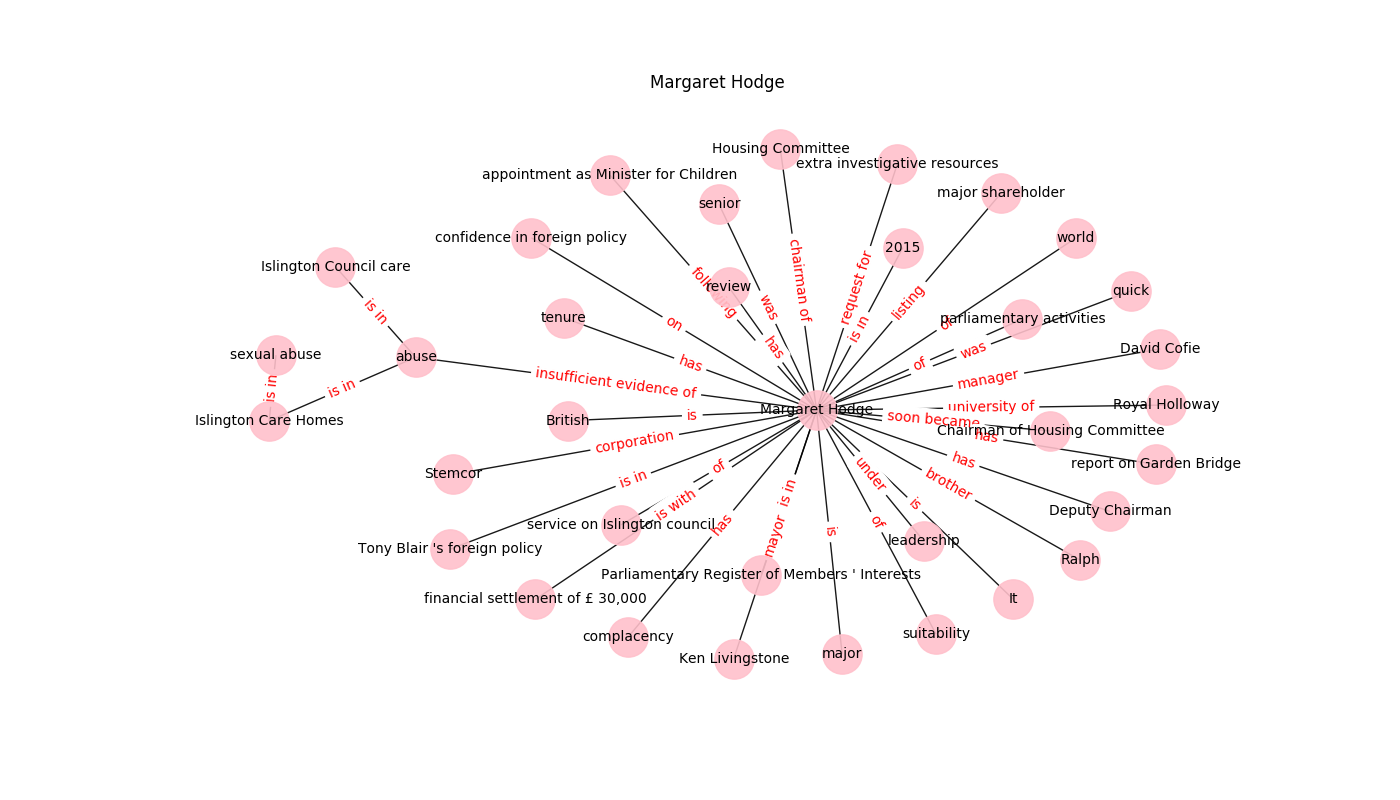 Margaret Hodge
Housing Committee
extra investigative resources
appointment as Minister for Children
major shareholder
senior
confidence in foreign policy
world
2015
chairman of
Islington Council care
request for
review
quick
was
listing
is in
is in
tenure
on
of
parliamentary activities
has
was
David Cofie
sexual abuse
abuse
has
of
insufficient evidence of
manager
is in
is in
Royal Holloway
university of
Margaret Hodge
is
British
Islington Care Homes
soon became
Chairman of Housing Committee
has
corporation
has
report on Garden Bridge
Stemcor
is in
of
under
brother
is with
is
Deputy Chairman
is in
service on Islington council
has
mayor
is
of
leadership
Tony Blair 's foreign policy
Ralph
Parliamentary Register of Members ' Interests
financial settlement of £ 30,000
It
complacency
suitability
Ken Livingstone
major